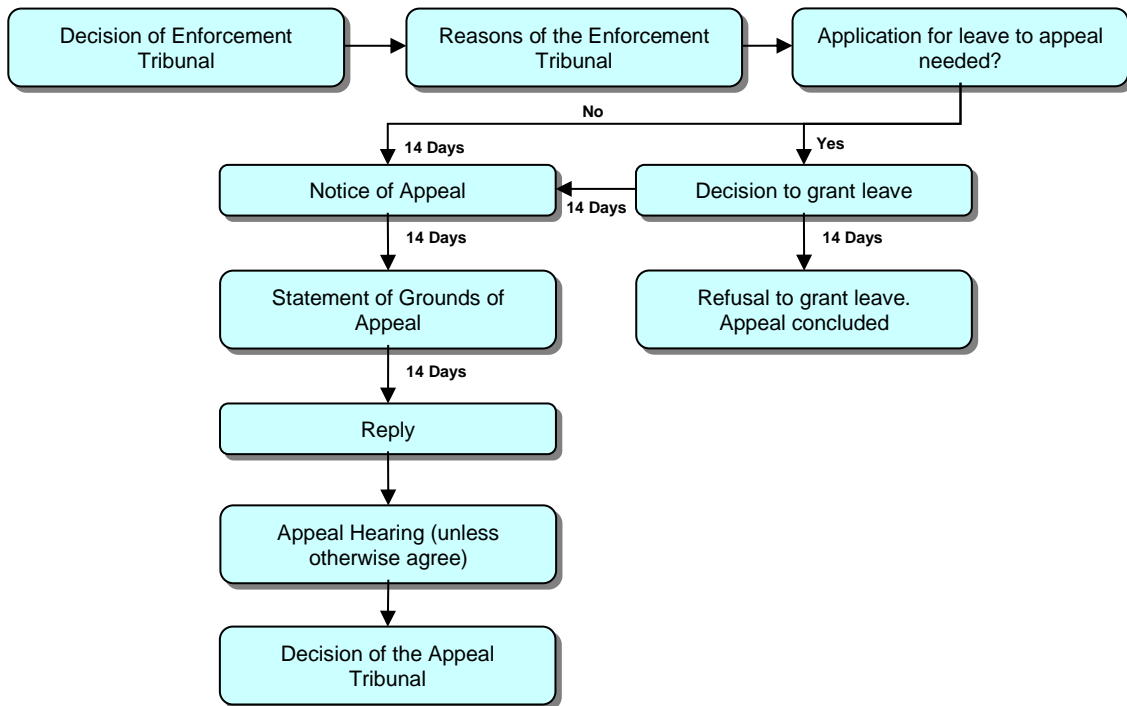 Decision of Enforcement
Tribunal
Reasons of the Enforcement
Tribunal
Application for leave to appeal
needed?
No
Yes
14 Days
Notice of Appeal
14 Days
Decision to grant leave
14 Days
14 Days
Statement of Grounds of
Appeal
Refusal to grant leave.
Appeal concluded
14 Days
Reply
Appeal Hearing (unless
otherwise agree)
Decision of the Appeal
Tribunal